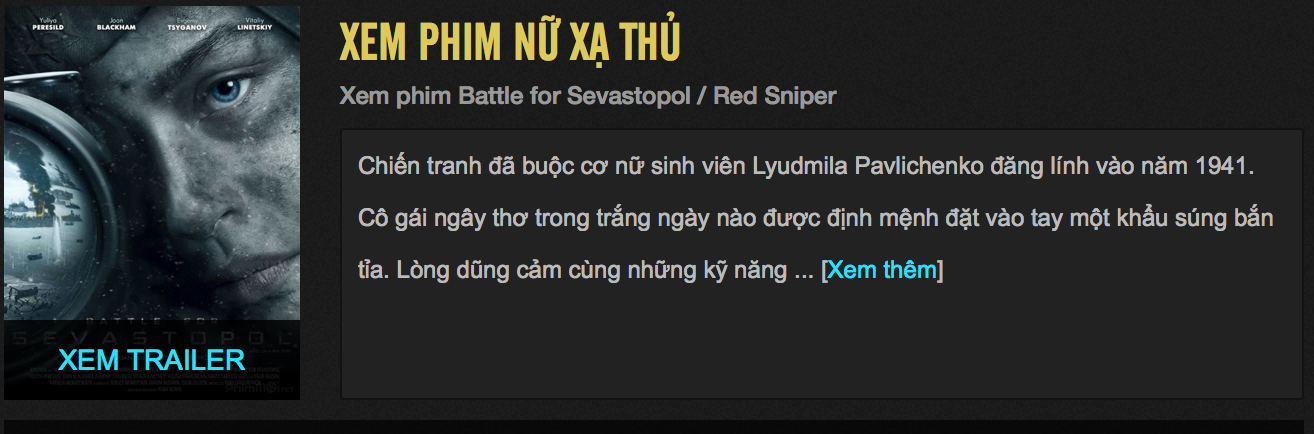 Yuliya Joan Evgeniy Vitaliy
PERESILD BLACKHAM TSYGANOV LINETSKIY
XEM PHIM NỮ XẠ THỦ
Xem phim Battle for Sevastopol / Red Sniper
Chiến tranh đã buộc cơ nữ sinh viên Lyudmila Pavlichenko đăng lính vào năm 1941.
Cô gái ngây thơ trong trắng ngày nào được định mệnh đặt vào tay một khẩu súng bắn
tỉa. Lòng dũng cảm cùng những kỹ năng ... [Xem thêm]
BATTLE FOR
SEVASTOPOL
XEM TRAILER